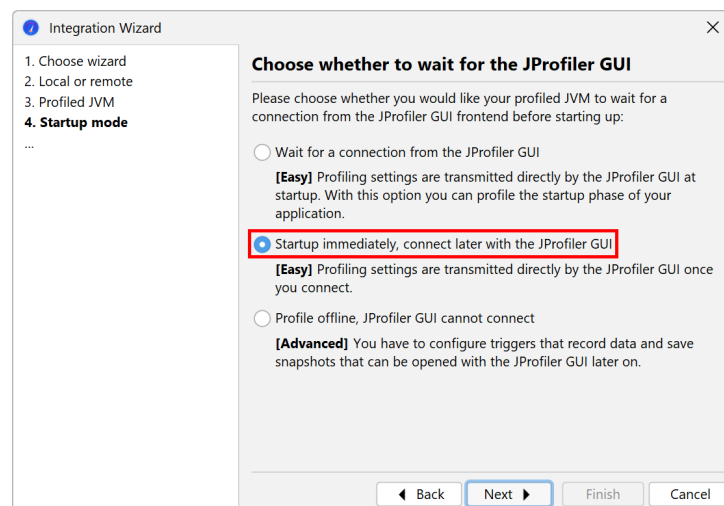 Integration Wizard
1. Choose wizard
2. Local or remote
3. Profiled JVM
4. Startup mode
...
Choose whether to wait for the JProfiler GUI
Please choose whether you would like your profiled JVM to wait for a
connection from the JProfiler GUI frontend before starting up:
Wait for a connection from the JProfiler GUI
[Easy] Profiling settings are transmitted directly by the JProfiler GUI at
startup. With this option you can profile the startup phase of your
application.
Startup immediately, connect later with the JProfiler GUI
[Easy] Profiling settings are transmitted directly by the JProfiler GUI once
you connect.
Profile offline, JProfiler GUI cannot connect
[Advanced] You have to configure triggers that record data and save
snapshots that can be opened with the JProfiler GUI later on.
Back Next Finish Cancel